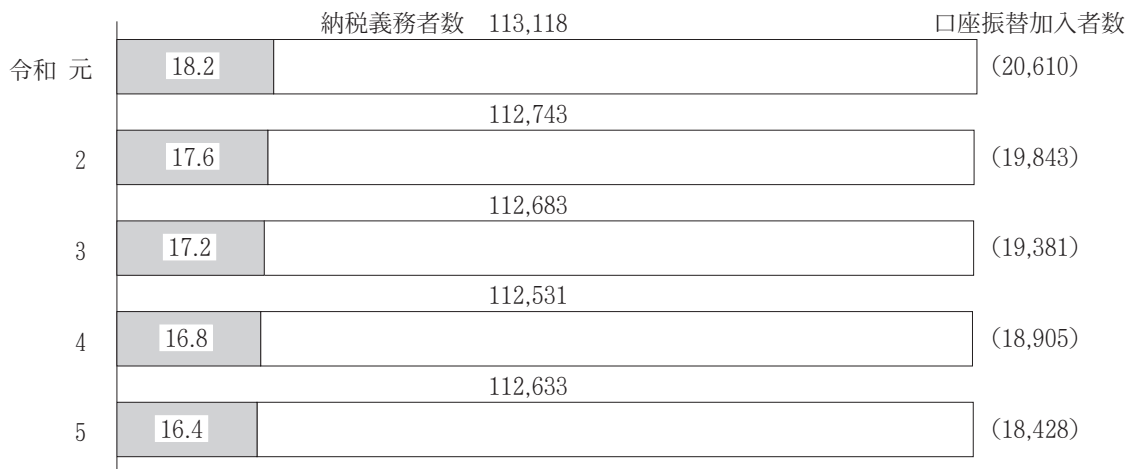 納税義務者数 113,118 口座振替加入者数
令和 元 18.2 (20,610)
112,743
2 17.6 (19,843)
112,683
3 17.2 (19,381)
112,531
4 16.8 (18,905)
112,633
5 16.4 (18,428)